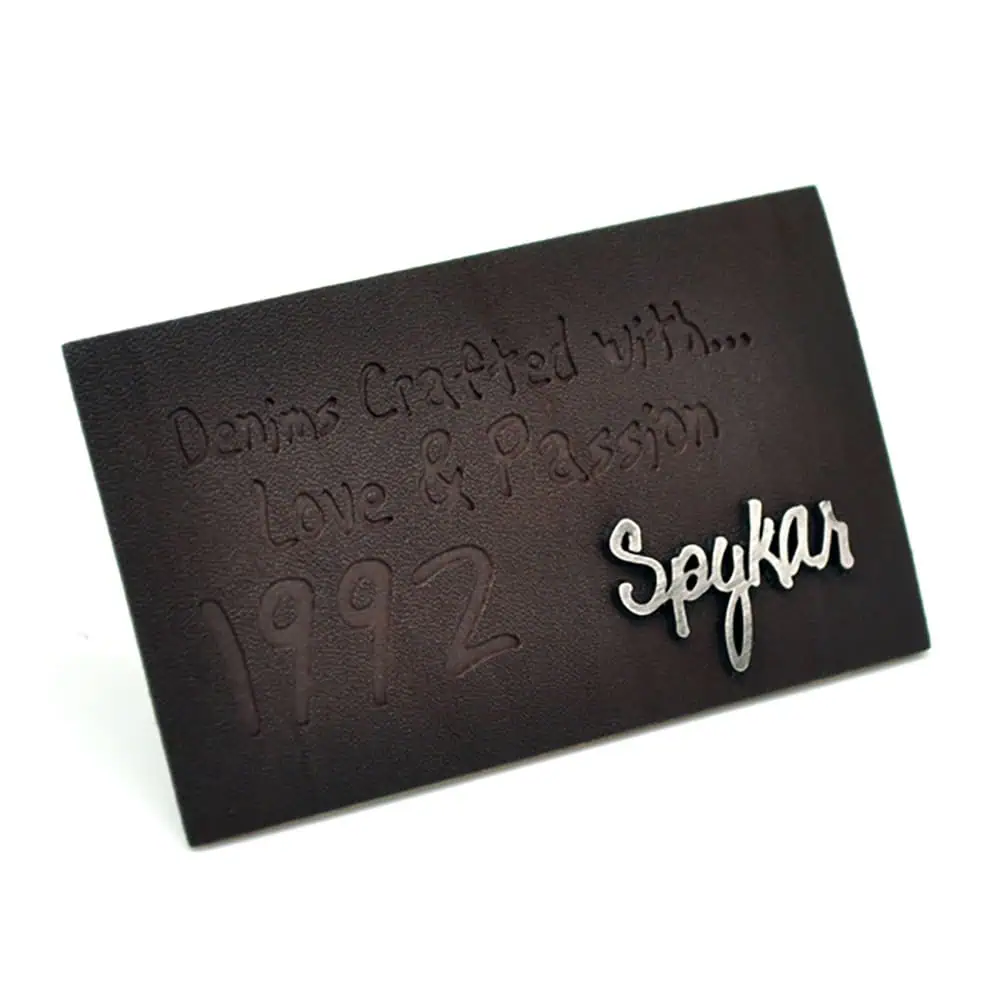 Denims Crafted with...
Love & Passion
1992
Spykar